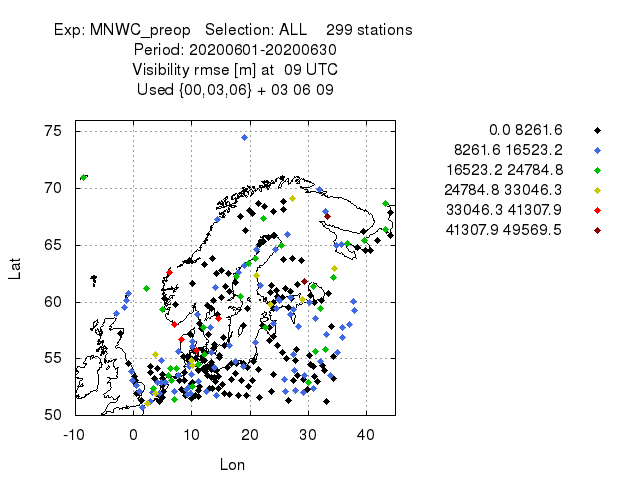 Exp: MNWC_preop   Selection: ALL    299 stations
Period: 20200601-20200630
Visibility rmse [m] at  09 UTC
Used {00,03,06} + 03 06 09
0.0 8261.6
8261.6 16523.2
16523.2 24784.8
24784.8 33046.3
33046.3 41307.9
41307.9 49569.5
75
70
65
60
55
50
Lat
-10 0 10 20 30 40
Lon